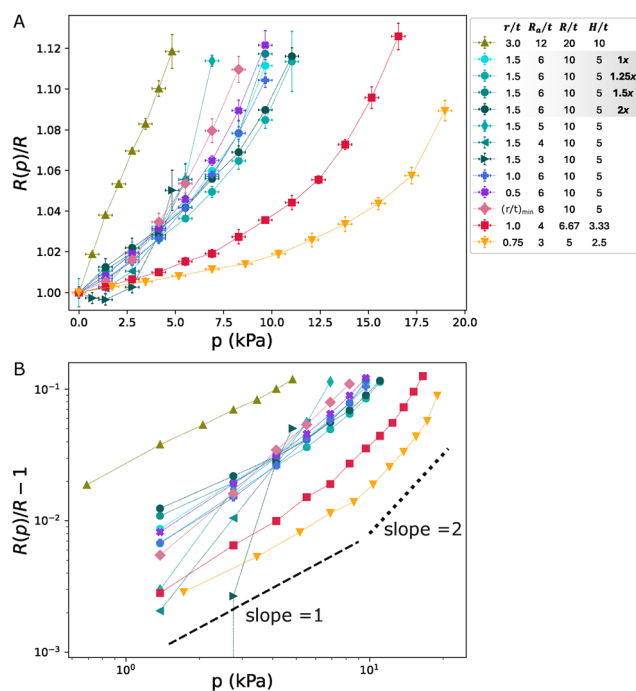 A
R(p)/R
1.12
1.10
1.08
1.06
1.04
1.02
1.00
0.0 2.5 5.0 7.5 10.0 12.5 15.0 17.5 20.0
p (kPa)
r/t Rₐ/t R/t H/t
3.0 12 20 10
1.5 6 10 5 1x
1.5 6 10 5 1.25x
1.5 6 10 5 1.5x
1.5 6 10 5 2x
1.5 5 10 5
1.5 4 10 5
1.5 3 10 5
1.0 6 10 5
0.5 6 10 5
(r/t)min 6 10 5
1.0 4 6.67 3.33
0.75 3 5 2.5
B
R(p)/R − 1
10⁻¹
10⁻²
10⁻³
slope =2
slope =1
10⁰ 10¹
p (kPa)